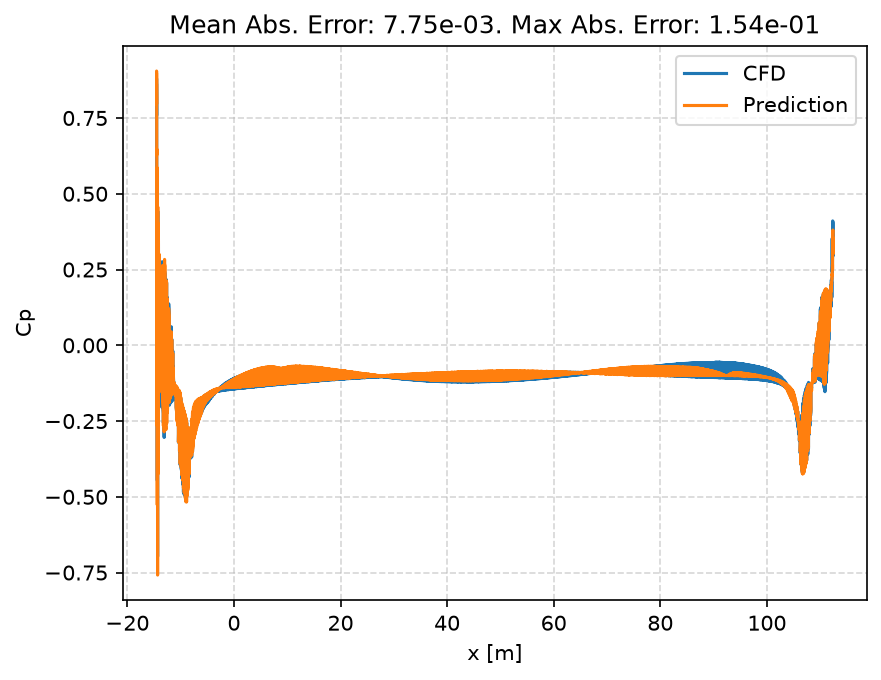 Mean Abs. Error: 7.75e-03. Max Abs. Error: 1.54e-01
CFD
Prediction
0.75
0.50
0.25
0.00
−0.25
−0.50
−0.75
Cp
−20 0 20 40 60 80 100
x [m]